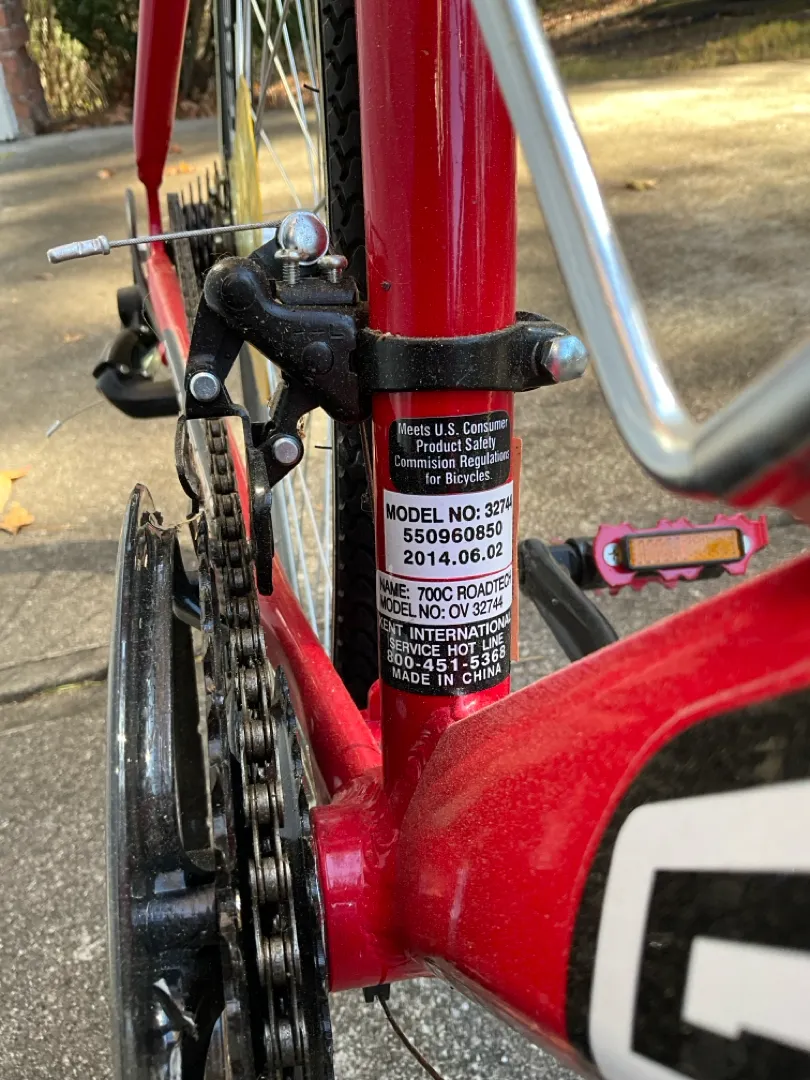 Meets U.S. Consumer
Product Safety
Commision Regulations
for Bicycles.
MODEL NO: 32744
550960850
2014.06.02
NAME: 700C ROADTECH
MODEL NO: OV 32744
KENT INTERNATIONAL
SERVICE HOT LINE
800-451-5368
MADE IN CHINA